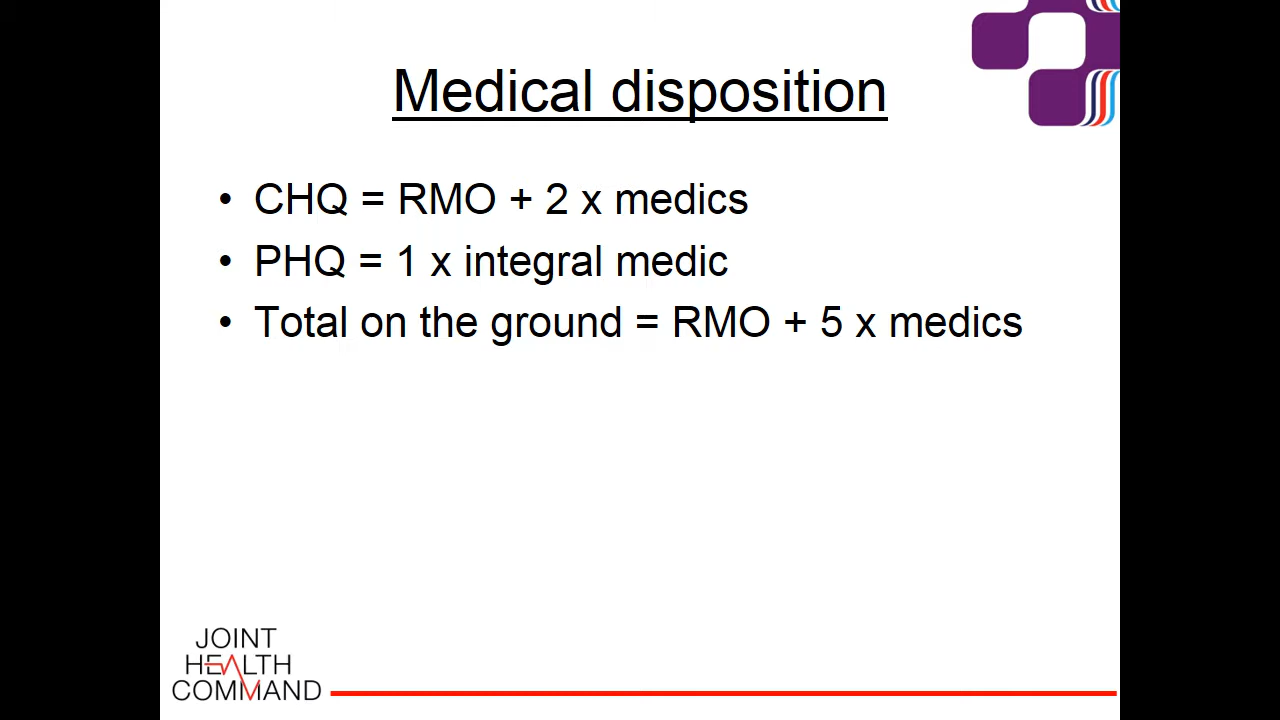 Medical disposition
• CHQ = RMO + 2 x medics
• PHQ = 1 x integral medic
• Total on the ground = RMO + 5 x medics
JOINT
HEALTH
COMMAND